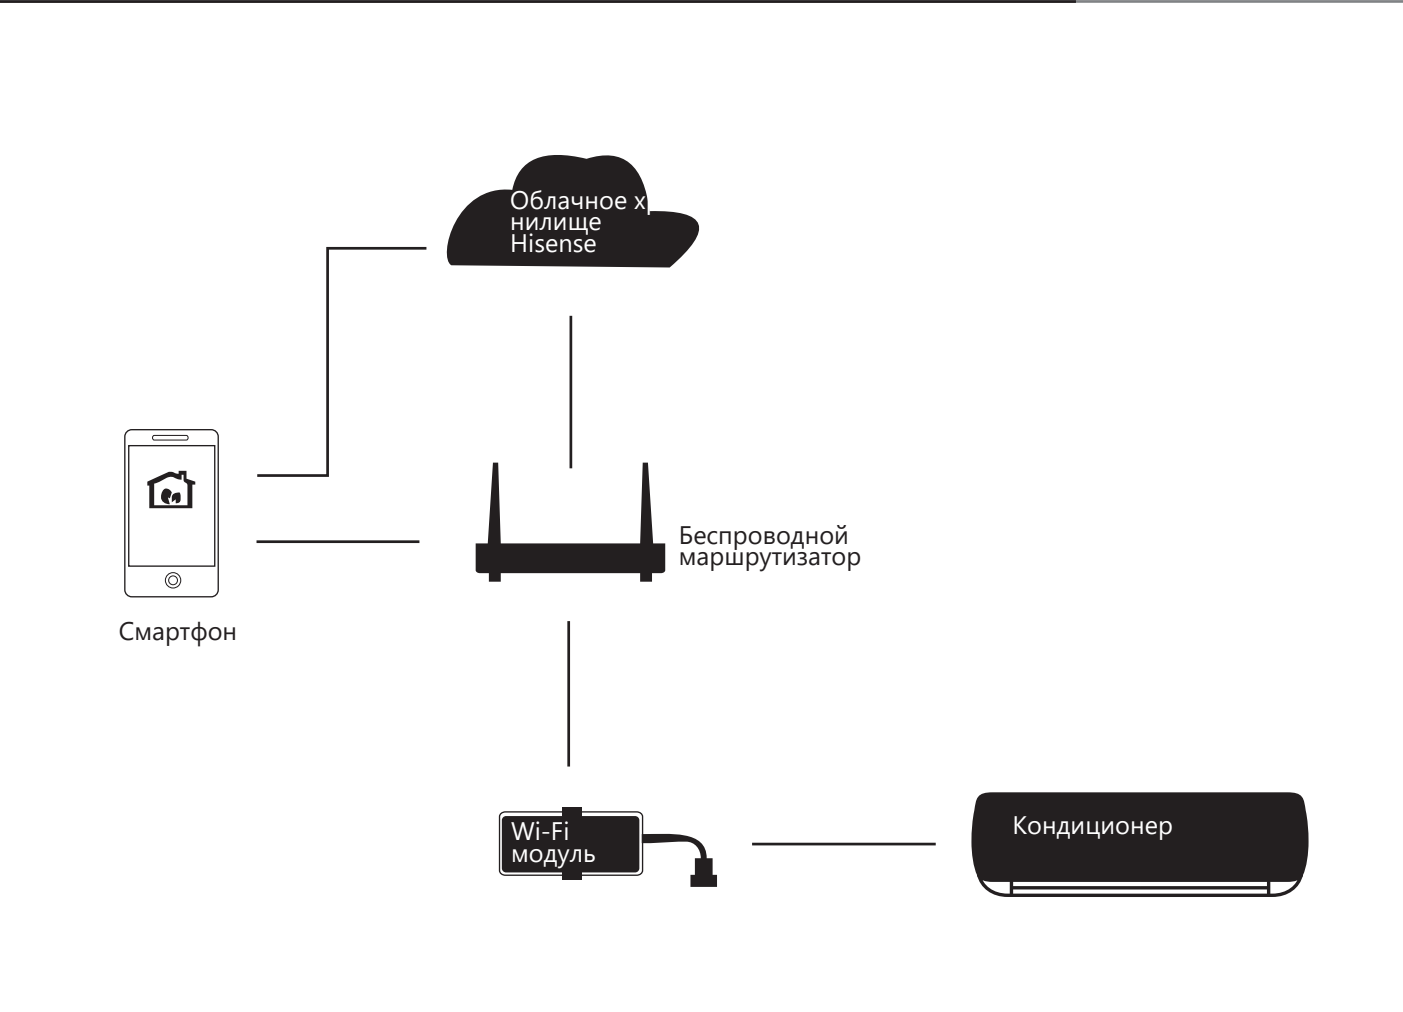 Облачное х
нилище
Hisense
Беспроводной
маршрутизатор
Смартфон
Wi-Fi
модуль
Кондиционер